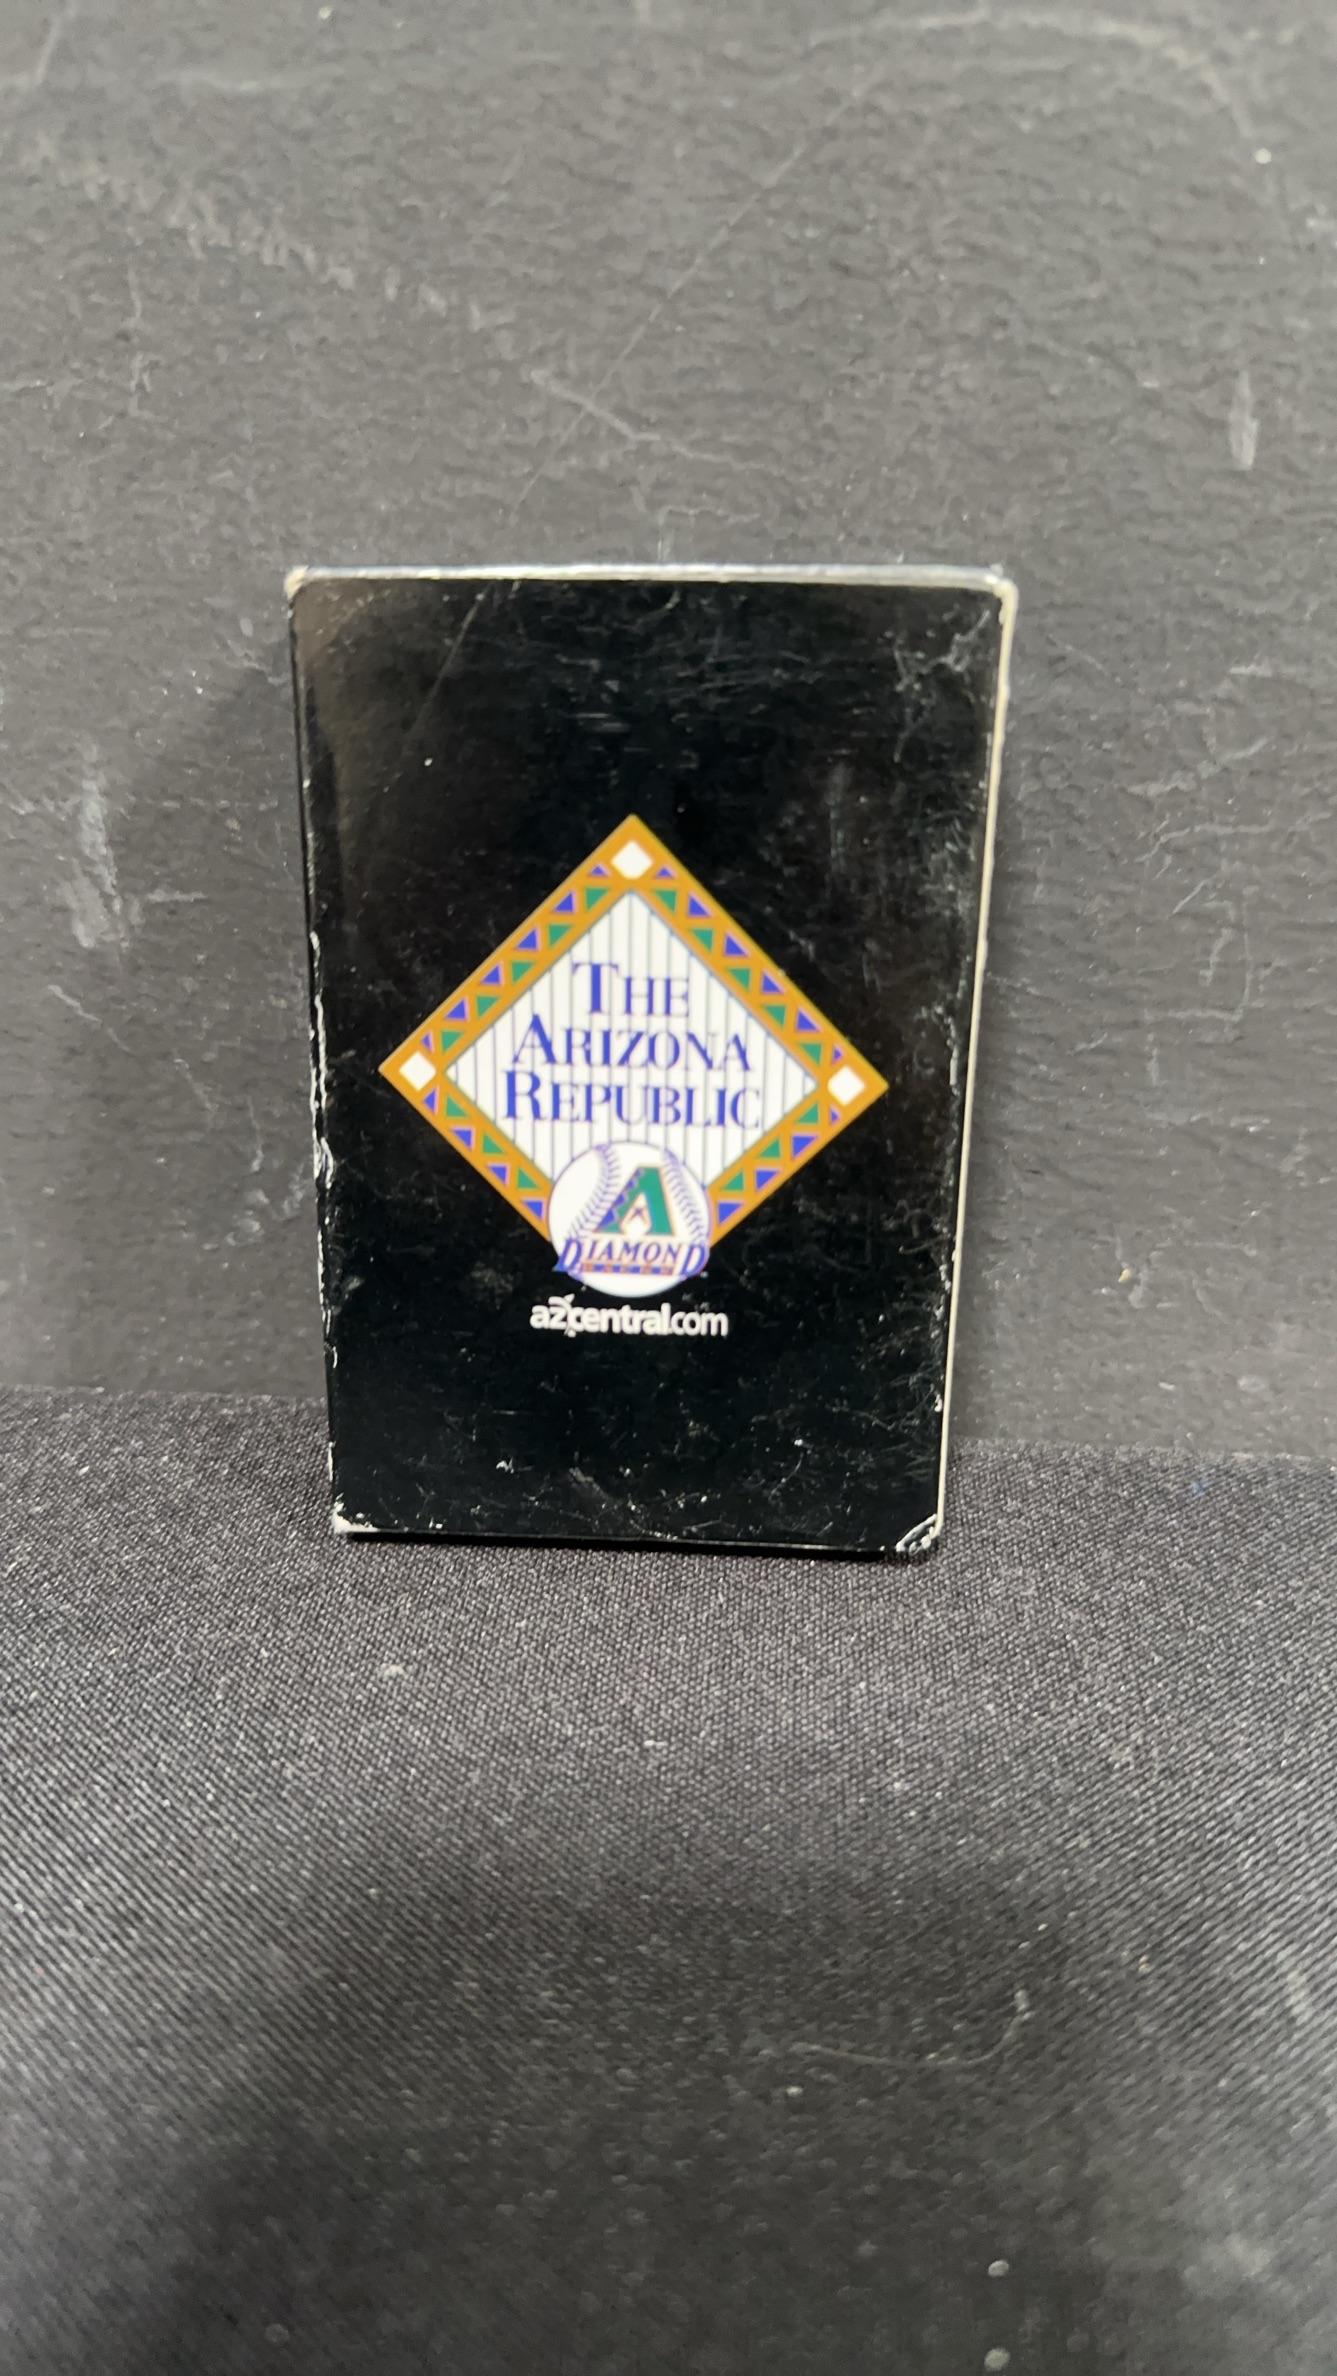 THE
ARIZONA
REPUBLIC
A
DIAMOND
azcentral.com